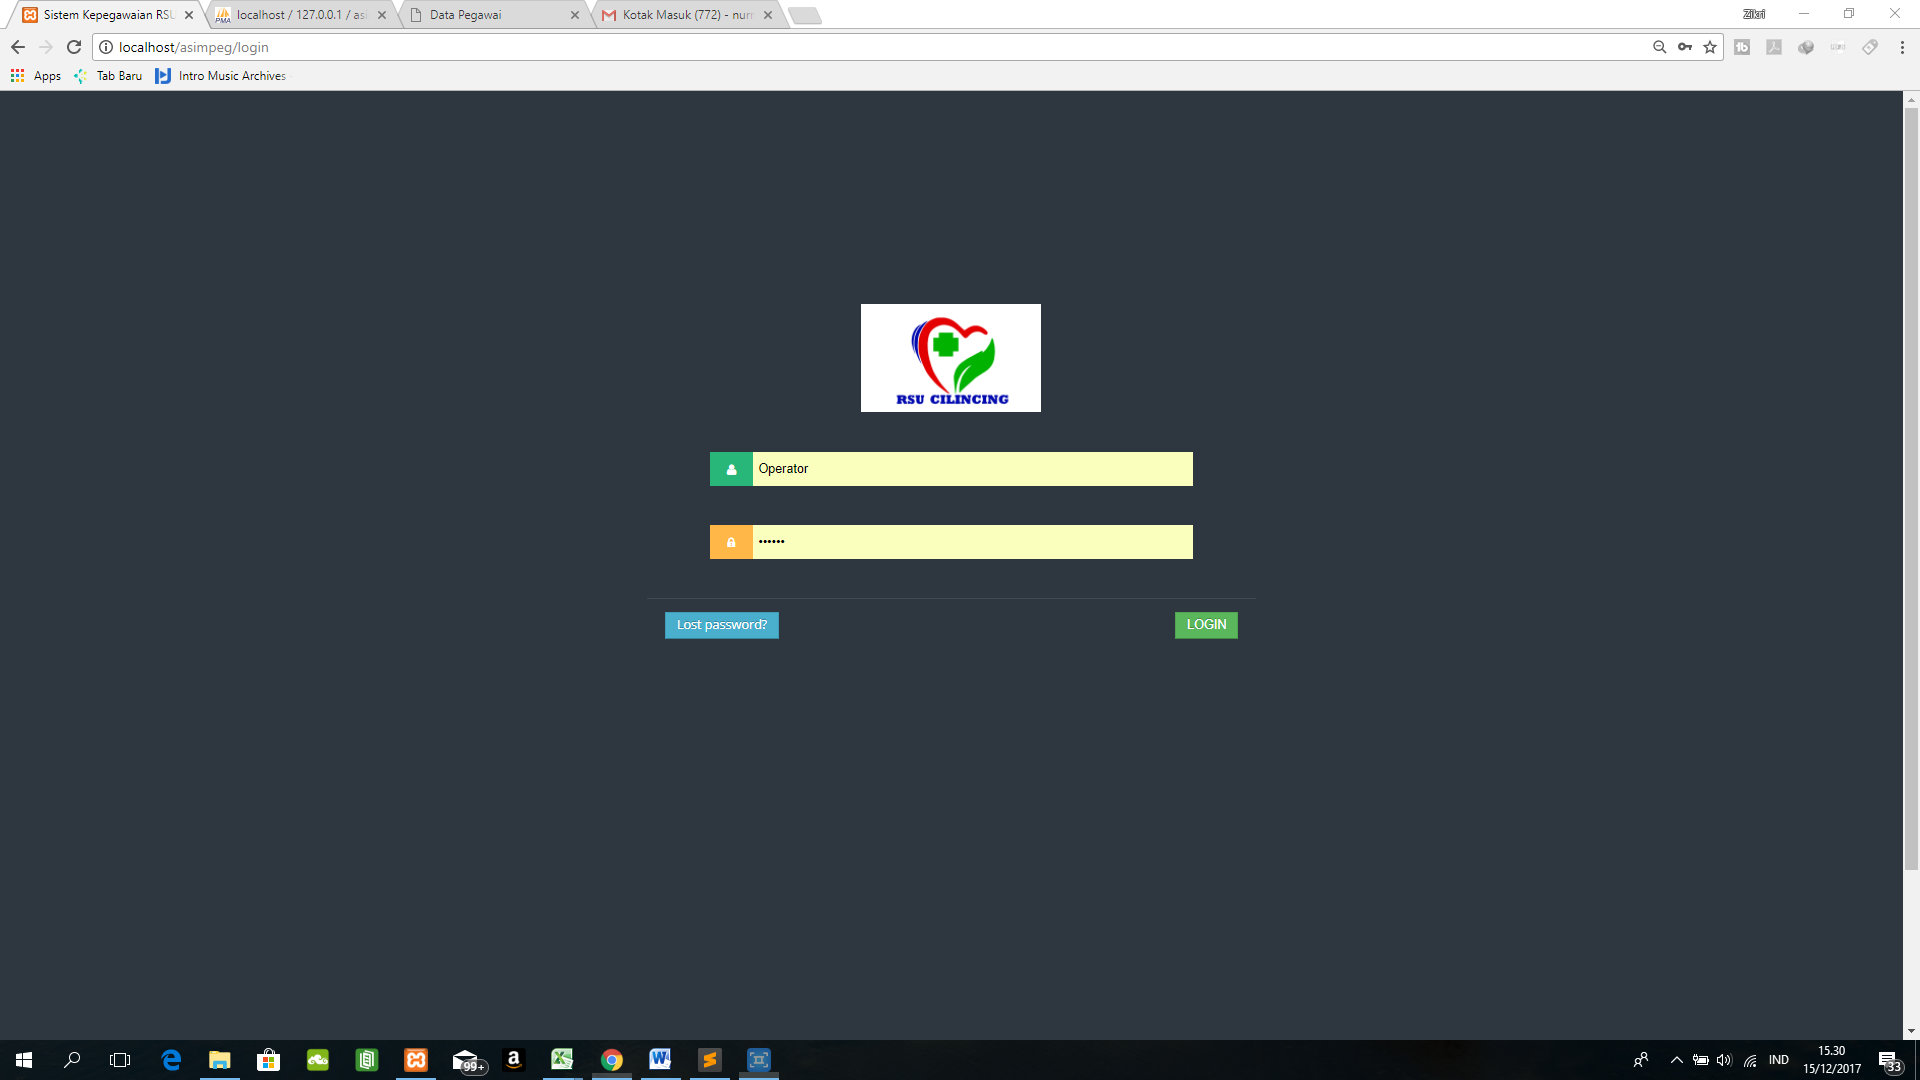 Sistem Kepegawaian RSU
localhost / 127.0.0.1 / asi
Data Pegawai
Kotak Masuk (772) - nurr
Zikri
localhost/asimpeg/login
Apps
Tab Baru
Intro Music Archives
RSU CILINCING
Operator
••••••
Lost password?
LOGIN
99+
IND
15.30
15/12/2017
33